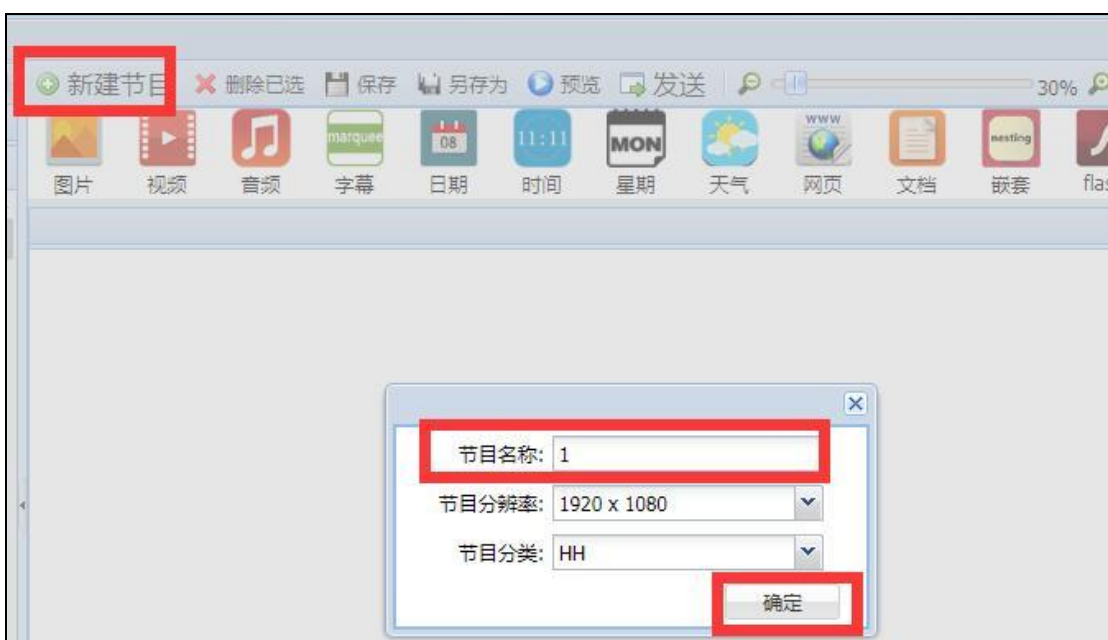 新建节目 删除已选 保存 另存为 预览 发送 30%
marquee 08 11:11 MON www nesting
图片 视频 音频 字幕 日期 时间 星期 天气 网页 文档 嵌套
节目名称: 1
节目分辨率: 1920 x 1080
节目分类: HH
确定